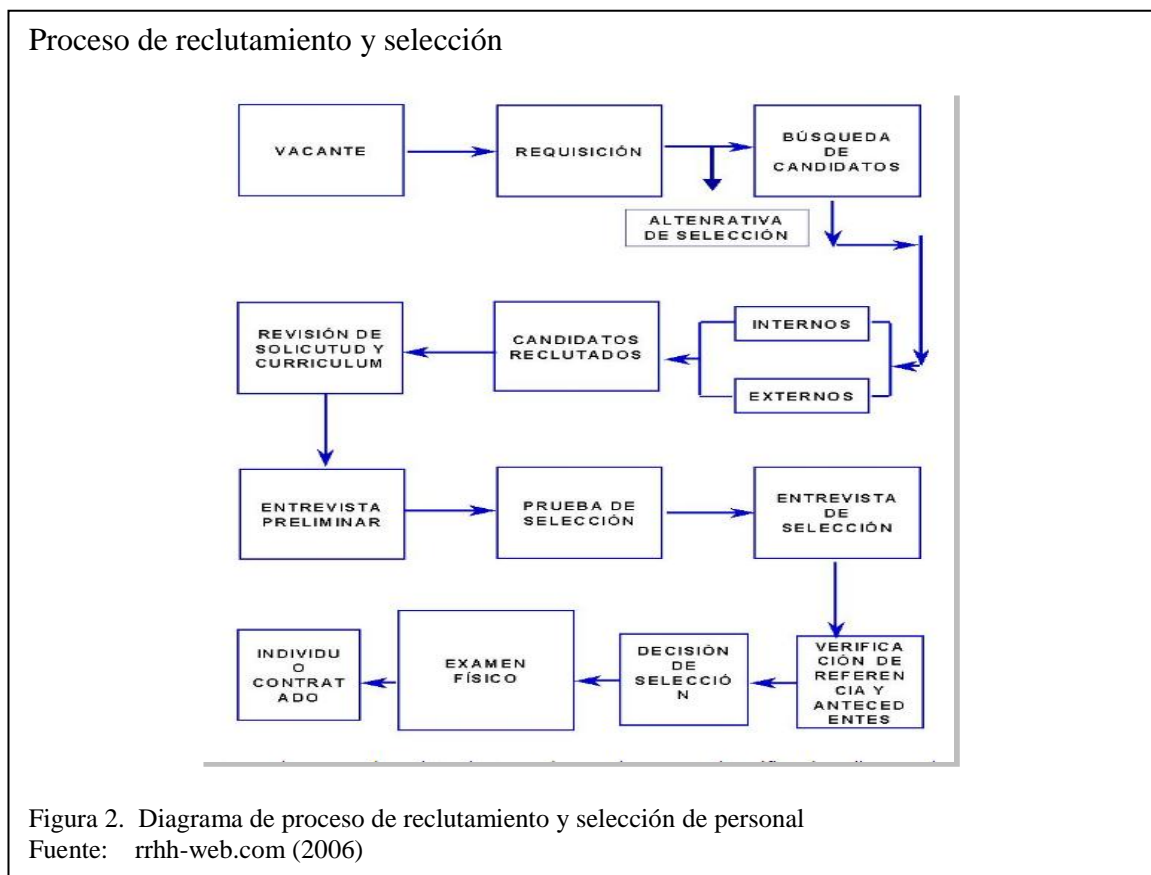 Proceso de reclutamiento y selección
VACANTE
REQUISICIÓN
BÚSQUEDA
DE
CANDIDATOS
ALTENRATIVA
DE SELECCIÓN
REVISIÓN DE
SOLICUTUD Y
CURRICULUM
CANDIDATOS
RECLUTADOS
INTERNOS
EXTERNOS
ENTREVISTA
PRELIMINAR
PRUEBA DE
SELECCIÓN
ENTREVISTA
DE
SELECCIÓN
INDIVIDU
O
CONTRAT
ADO
EXAMEN
FÍSICO
DECISIÓN
DE
SELECCIÓ
N
VERIFICA
CIÓN DE
REFEREN
CIA Y
ANTECED
ENTES
Figura 2. Diagrama de proceso de reclutamiento y selección de personal
Fuente: rrhh-web.com (2006)